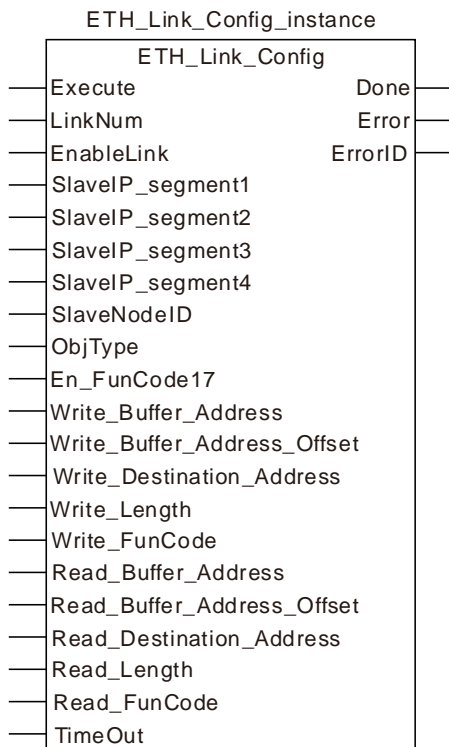 ETH_Link_Config_instance
ETH_Link_Config
Execute Done
LinkNum Error
EnableLink ErrorID
SlaveIP_segment1
SlaveIP_segment2
SlaveIP_segment3
SlaveIP_segment4
SlaveNodeID
ObjType
En_FunCode17
Write_Buffer_Address
Write_Buffer_Address_Offset
Write_Destination_Address
Write_Length
Write_FunCode
Read_Buffer_Address
Read_Buffer_Address_Offset
Read_Destination_Address
Read_Length
Read_FunCode
TimeOut